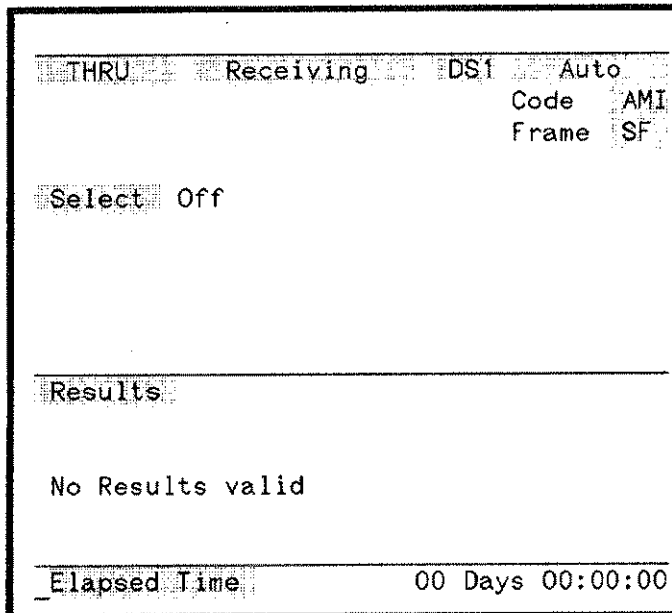 THRU Receiving DS1 Auto
Code AMI
Frame SF
Select Off
Results
No Results valid
Elapsed Time 00 Days 00:00:00